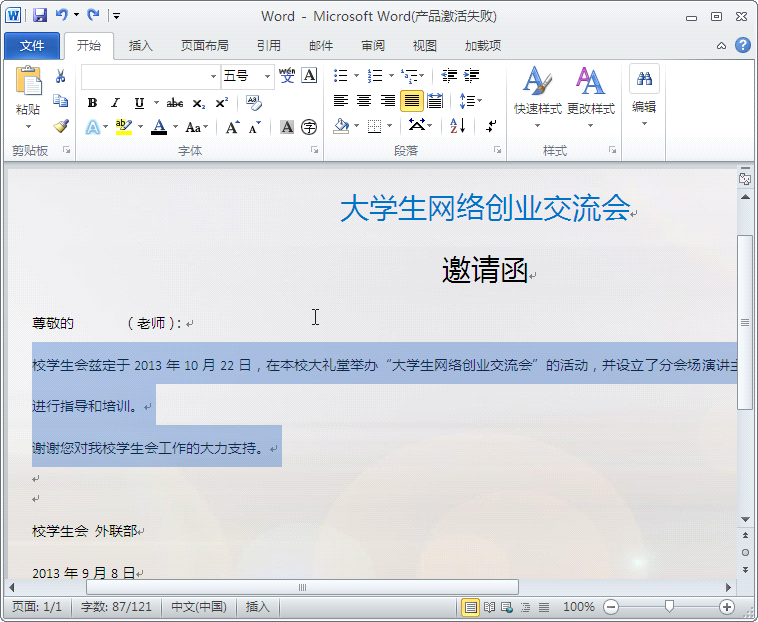 Word - Microsoft Word(产品激活失败)
文件 开始 插入 页面布局 引用 邮件 审阅 视图 加载项
五号 wén A
粘贴 B I U abc x₂ x² 快速样式 更改样式 编辑
A aby A Aa A A A 字
剪贴板 字体 段落 样式
大学生网络创业交流会
邀请函
尊敬的 (老师):
校学生会兹定于 2013 年 10 月 22 日，在本校大礼堂举办“大学生网络创业交流会”的活动，并设立了分会场演讲主
进行指导和培训。
谢谢您对我校学生会工作的大力支持。
校学生会 外联部
2013 年 9 月 8 日
页面: 1/1 字数: 87/121 中文(中国) 插入 100%